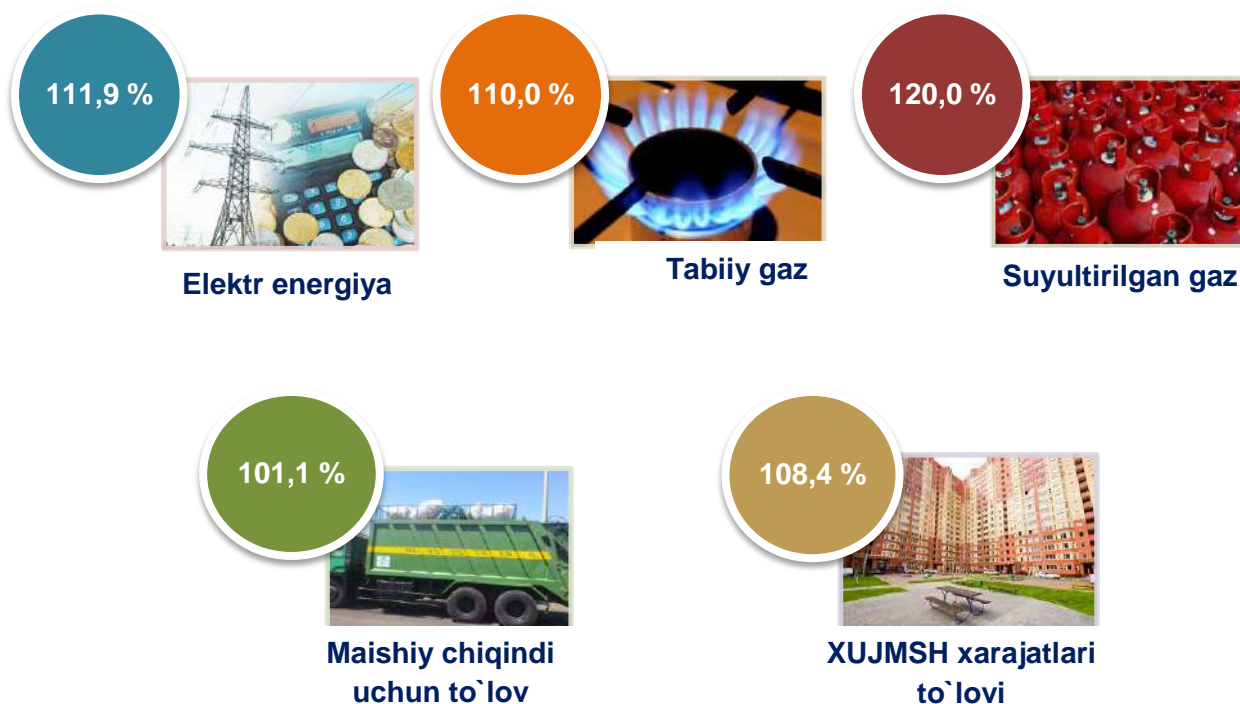 111,9 %
110,0 %
120,0 %
Elektr energiya
Tabiiy gaz
Suyultirilgan gaz
101,1 %
108,4 %
Maishiy chiqindi
uchun to`lov
XUJMSH xarajatlari
to`lovi